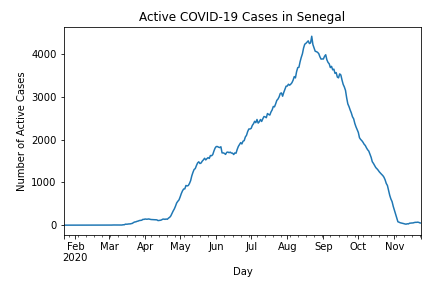 Active COVID-19 Cases in Senegal
Number of Active Cases
4000
3000
2000
1000
0
Feb Mar Apr May Jun Jul Aug Sep Oct Nov
2020
Day